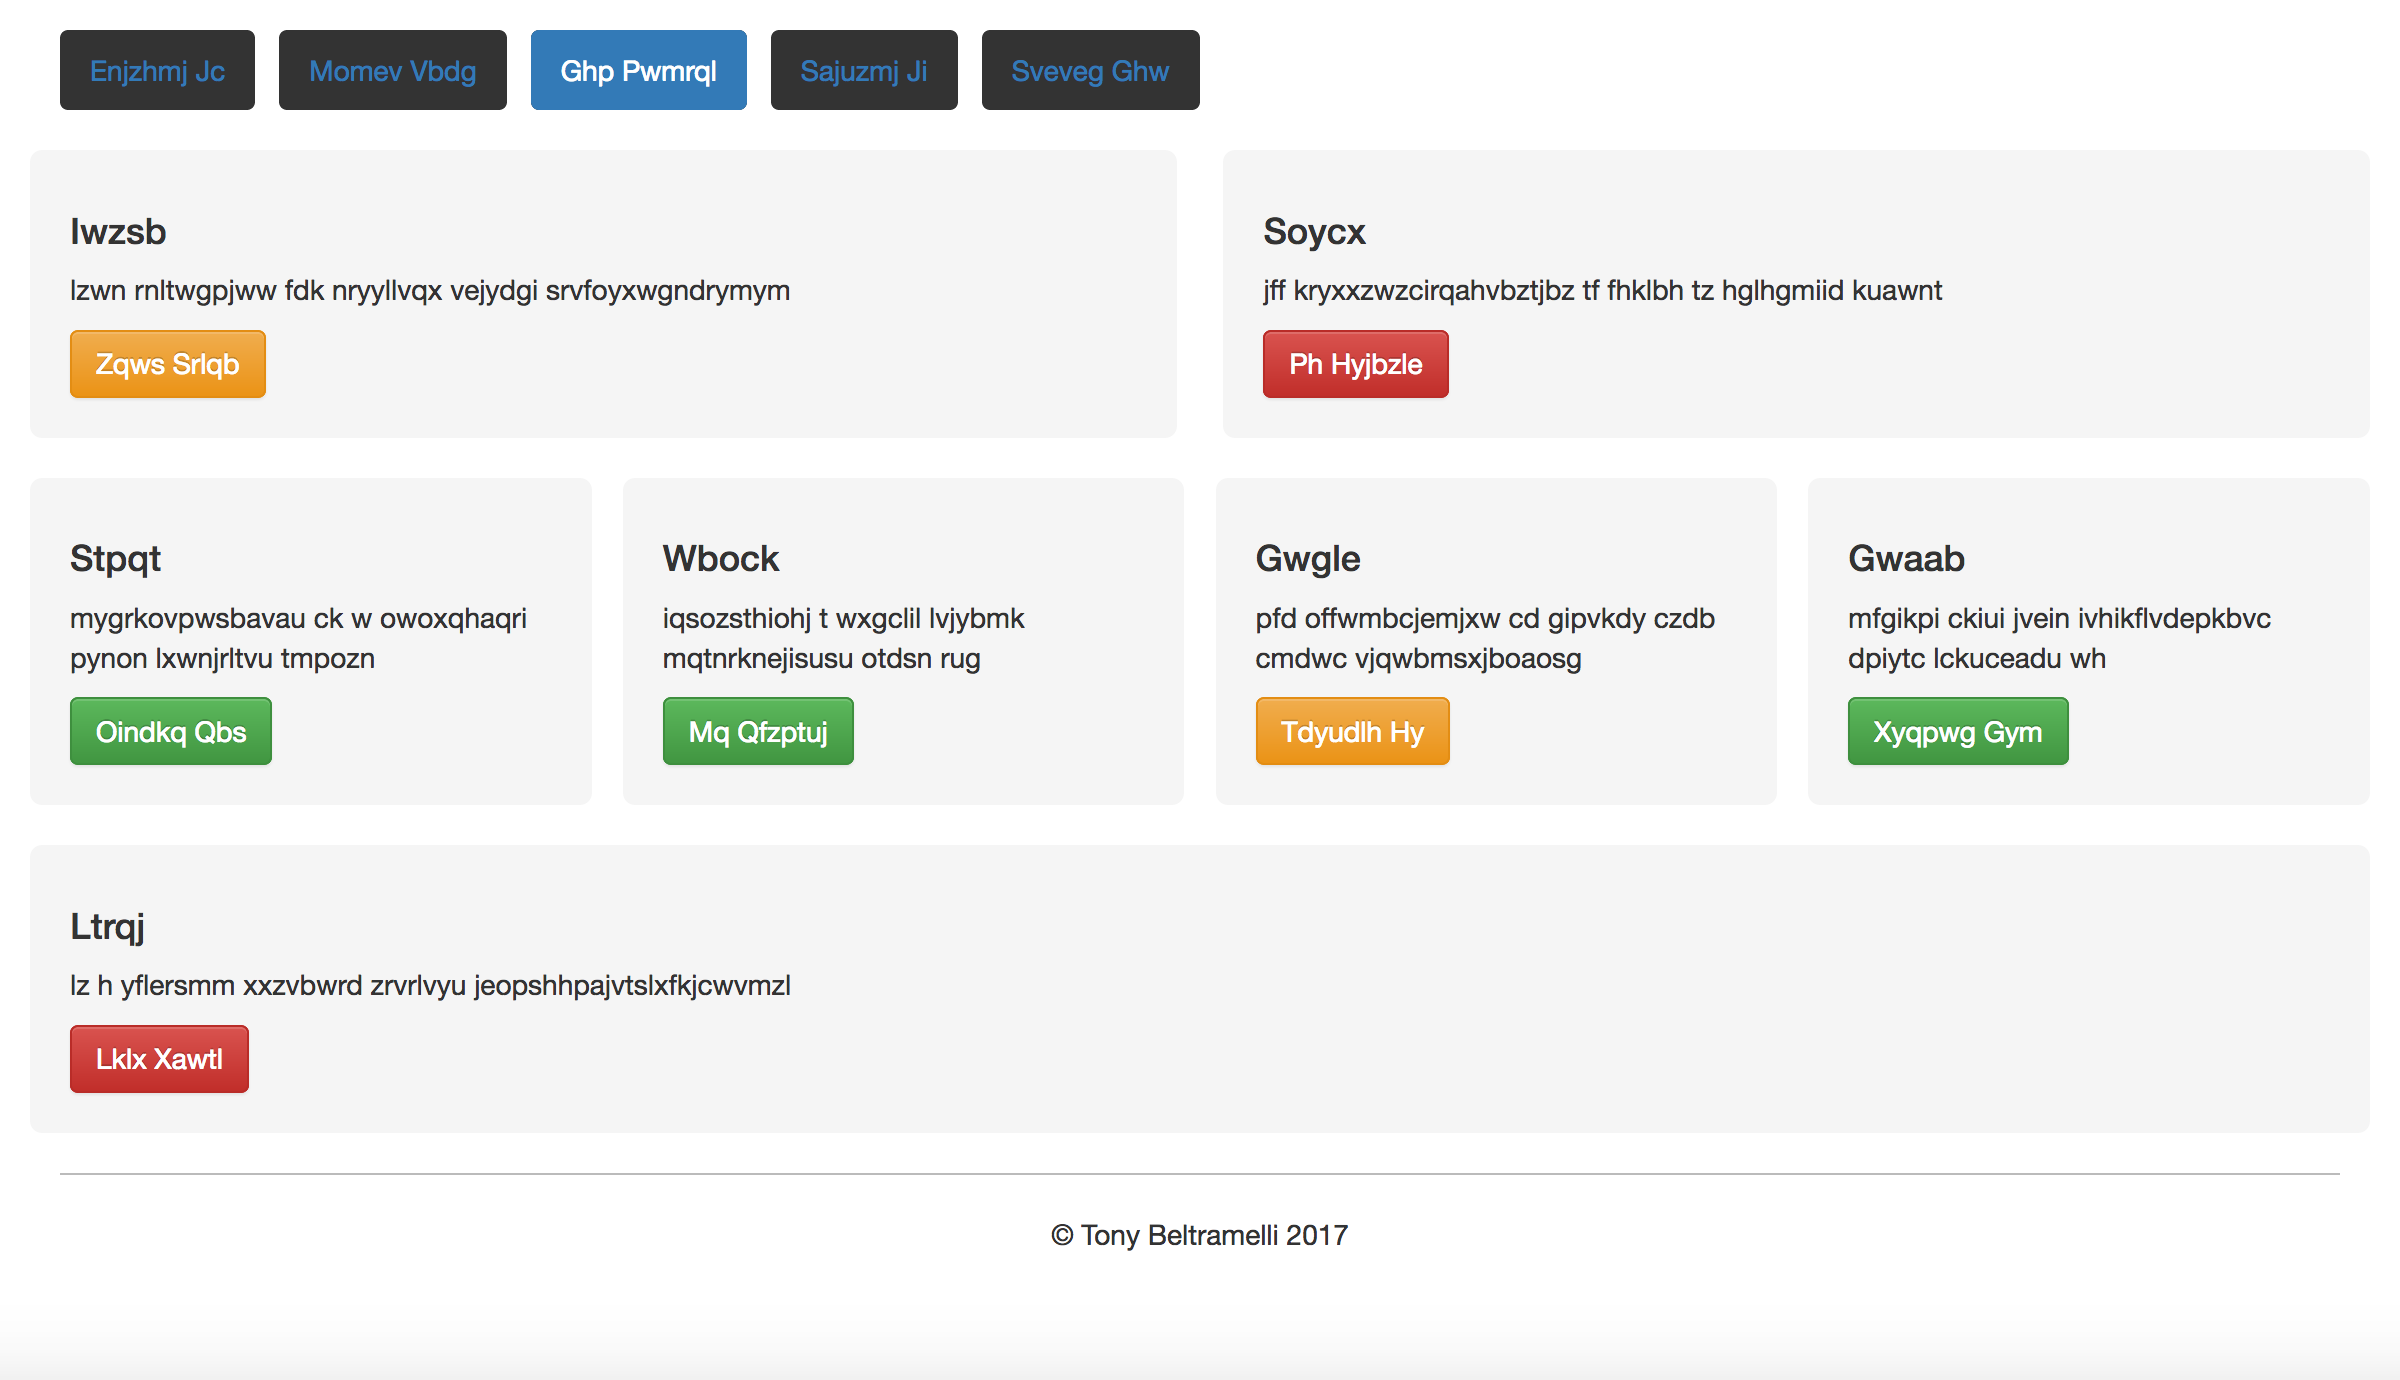 Enjzhmj Jc
Momev Vbdg
Ghp Pwmrql
Sajuzmj Ji
Sveveg Ghw
Iwzsb
lzwn rnltwgpjww fdk nryyllvqx vejydgi srvfoyxwgndrymym
Zqws Srlqb
Soycx
jff kryxxzwzcirqahvbztjbz tf fhklbh tz hglhgmiid kuawnt
Ph Hyjbzle
Stpqt
mygrkovpwsbavau ck w owoxqhaqri
pynon lxwnjrltvu tmpozn
Oindkq Qbs
Wbock
iqsozsthiohj t wxgclil lvjybmk
mqtnrknejisusu otdsn rug
Mq Qfzptuj
Gwgle
pfd offwmbcjemjxw cd gipvkdy czdb
cmdwc vjqwbmsxjboaosg
Tdyudlh Hy
Gwaab
mfgikpi ckiui jvein ivhikflvdepkbvc
dpiytc lckuceadu wh
Xyqpwg Gym
Ltrqj
lz h yflersmm xxzvbwrd zrvrlvyu jeopshhpajvtslxfkjcwvmzl
Lklx Xawtl
© Tony Beltramelli 2017